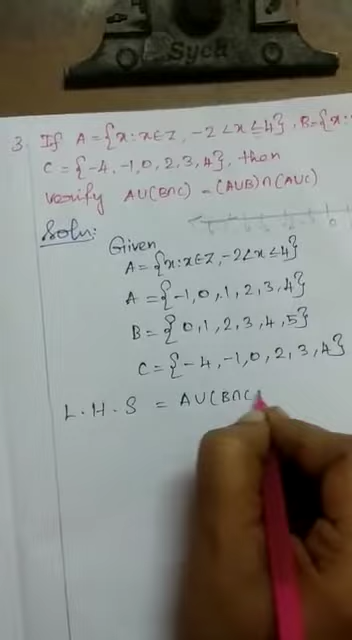 Sych
3. If A = {x : x ∈ Z, -2 < x ≤ 4}, B = {x :
C = {-4, -1, 0, 2, 3, 4}, then
verify A∪(B∩C) = (A∪B)∩(A∪C)
Soln:
Given
A = {x : x ∈ Z, -2 < x ≤ 4}
A = {-1, 0, 1, 2, 3, 4}
B = {0, 1, 2, 3, 4, 5}
C = {-4, -1, 0, 2, 3, 4}
L.H.S = A∪(B∩C